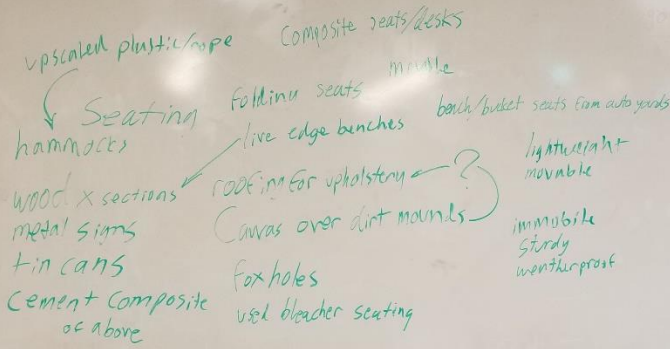 upscaled plastic/rope
Composite seats/desks
movable
Seating
folding seats
bench/bucket seats from auto yards
hammocks
live edge benches
lightweight
movable
wood x sections
roofing for upholstery ?
metal signs
Canvas over dirt mounds
immobile
sturdy
weatherproof
tin cans
foxholes
Cement composite
of above
used bleacher seating